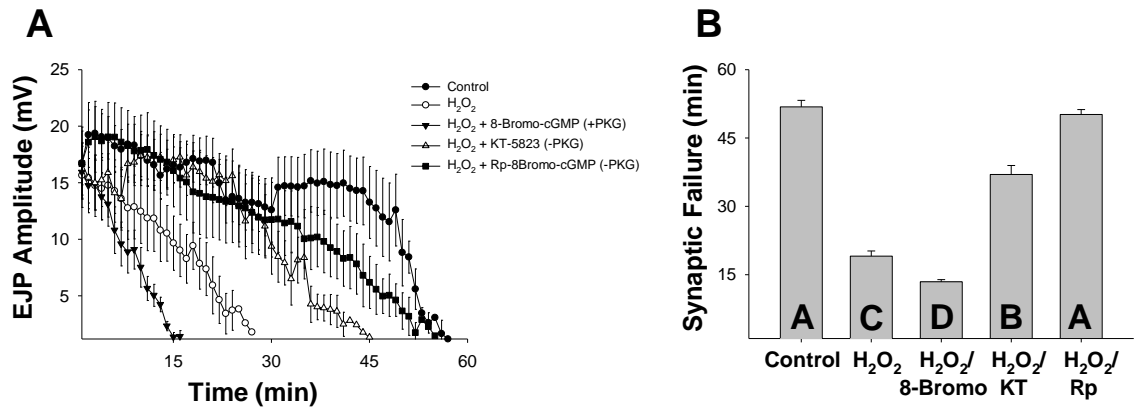 A
EJP Amplitude (mV)
25
20
15
10
5
15
30
45
60
Time (min)
Control
H₂O₂
H₂O₂ + 8-Bromo-cGMP (+PKG)
H₂O₂ + KT-5823 (-PKG)
H₂O₂ + Rp-8Bromo-cGMP (-PKG)
B
Synaptic Failure (min)
60
45
30
15
A
C
D
B
A
Control
H₂O₂
H₂O₂/
8-Bromo
H₂O₂/
KT
H₂O₂/
Rp